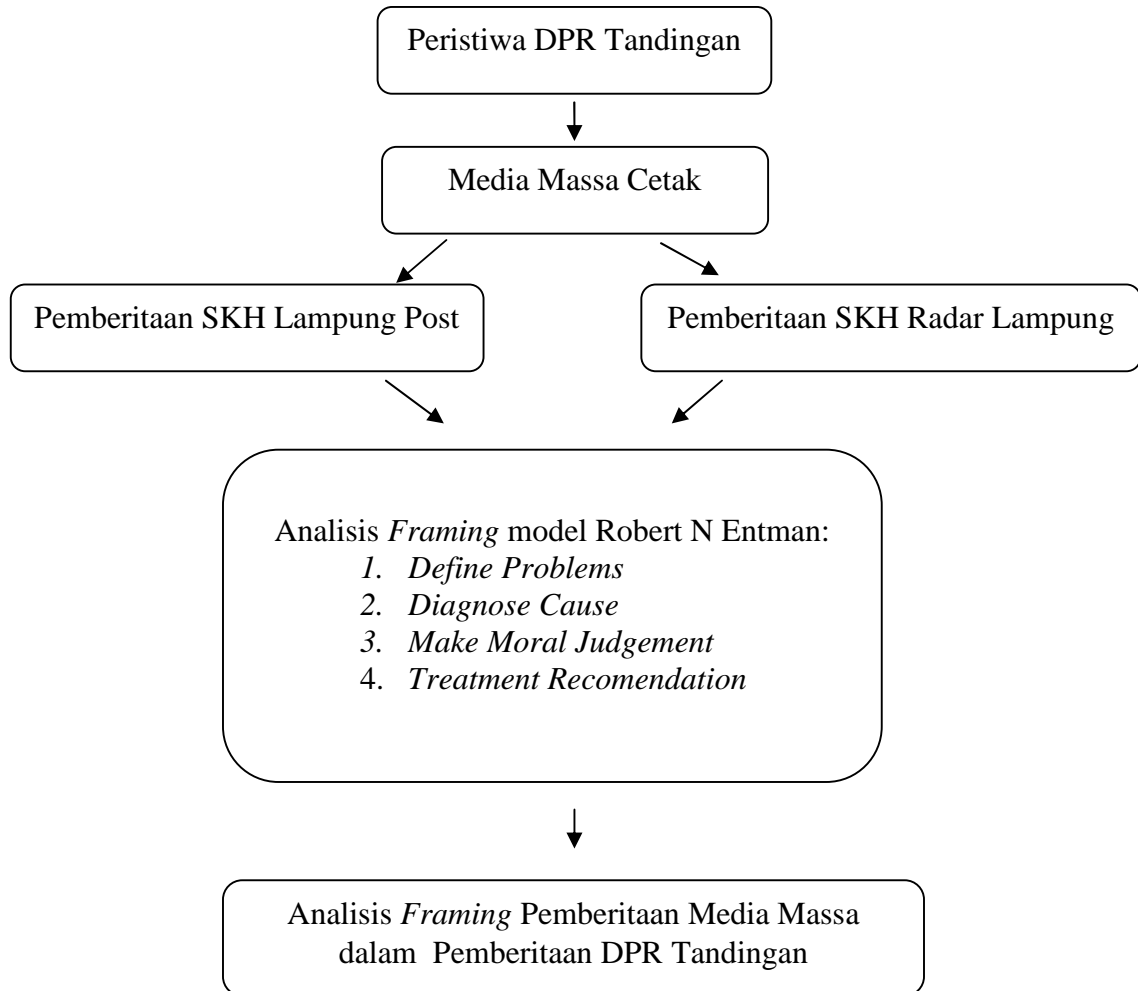 Peristiwa DPR Tandingan
Media Massa Cetak
Pemberitaan SKH Lampung Post
Pemberitaan SKH Radar Lampung
Analisis Framing model Robert N Entman:
1. Define Problems
2. Diagnose Cause
3. Make Moral Judgement
4. Treatment Recomendation
Analisis Framing Pemberitaan Media Massa
dalam Pemberitaan DPR Tandingan